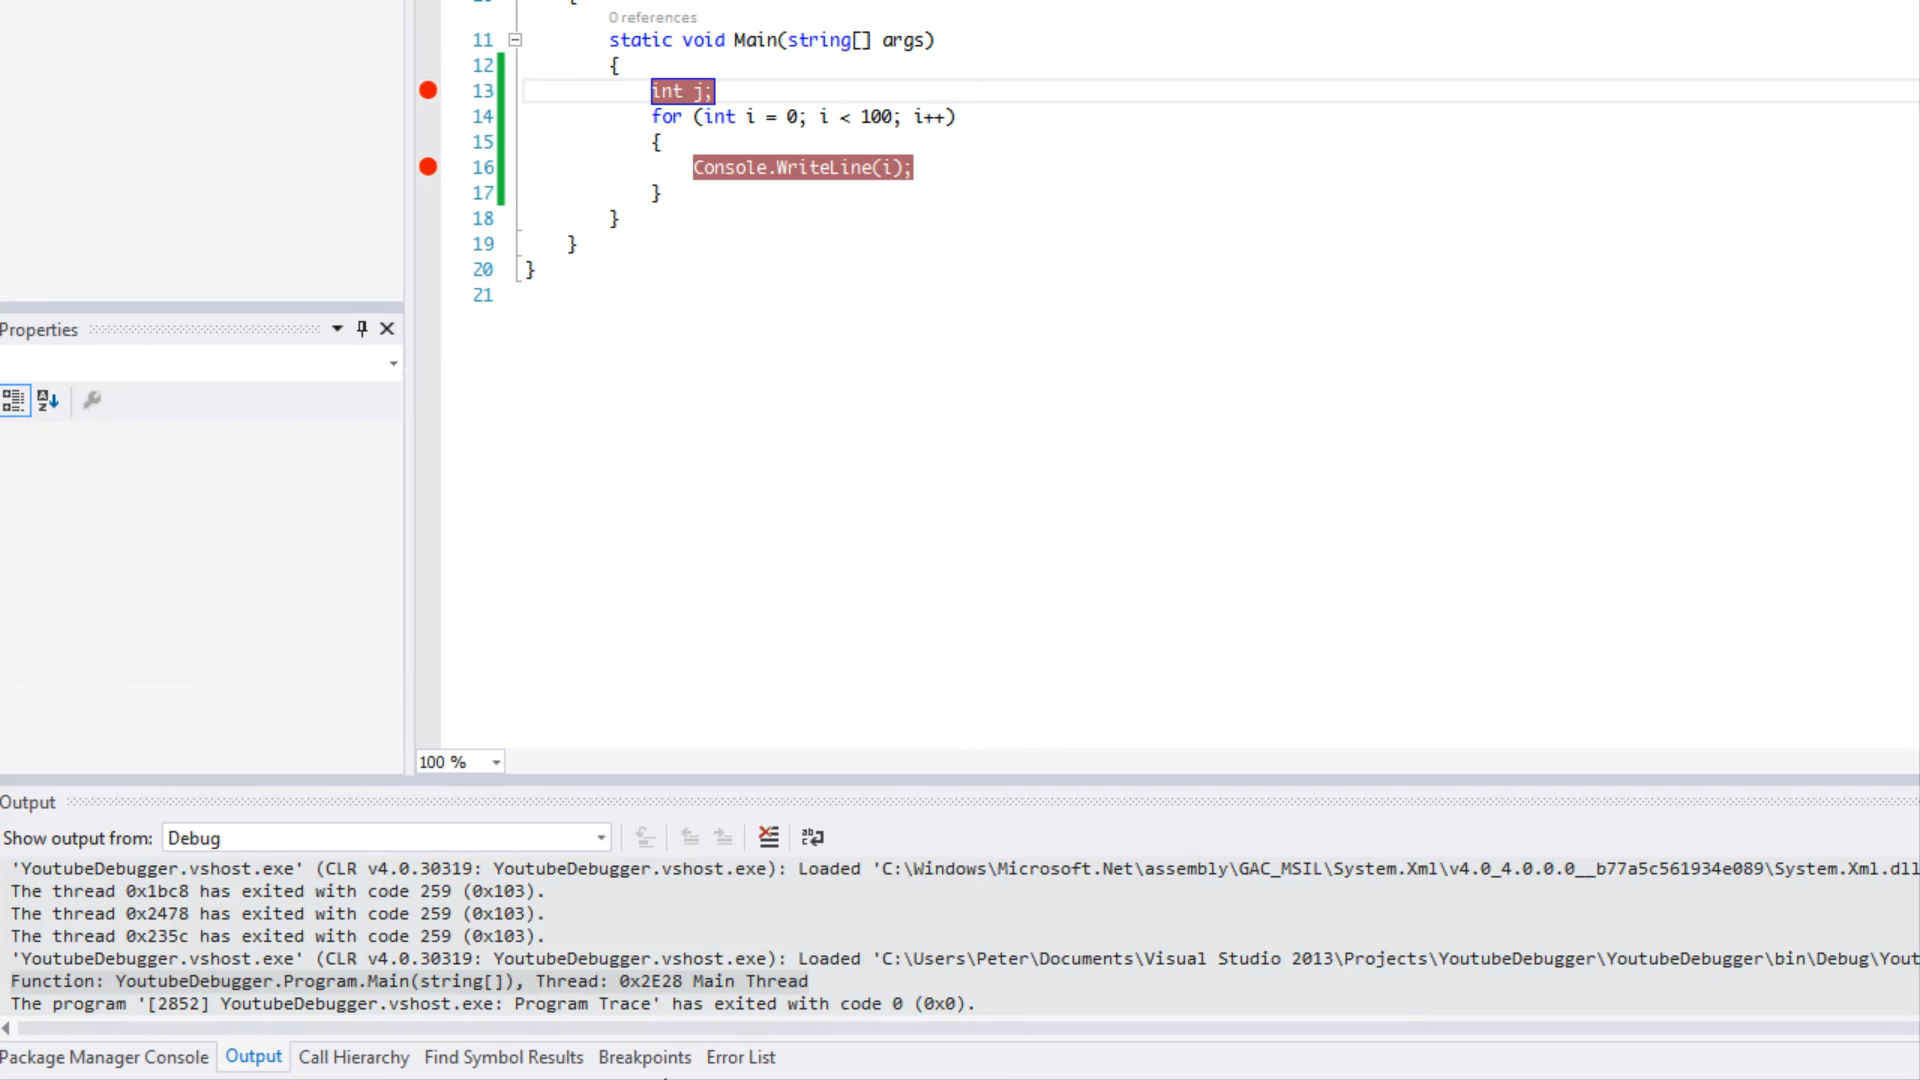 0 references
11 static void Main(string[] args)
12 {
13 int j;
14 for (int i = 0; i < 100; i++)
15 {
16 Console.WriteLine(i);
17 }
18 }
19 }
20 }
21
Properties
100 %
Output
Show output from: Debug
'YoutubeDebugger.vshost.exe' (CLR v4.0.30319: YoutubeDebugger.vshost.exe): Loaded 'C:\Windows\Microsoft.Net\assembly\GAC_MSIL\System.Xml\v4.0_4.0.0.0__b77a5c561934e089\System.Xml.dll
The thread 0x1bc8 has exited with code 259 (0x103).
The thread 0x2478 has exited with code 259 (0x103).
The thread 0x235c has exited with code 259 (0x103).
'YoutubeDebugger.vshost.exe' (CLR v4.0.30319: YoutubeDebugger.vshost.exe): Loaded 'C:\Users\Peter\Documents\Visual Studio 2013\Projects\YoutubeDebugger\YoutubeDebugger\bin\Debug\Yout
Function: YoutubeDebugger.Program.Main(string[]), Thread: 0x2E28 Main Thread
The program '[2852] YoutubeDebugger.vshost.exe: Program Trace' has exited with code 0 (0x0).
Package Manager Console Output Call Hierarchy Find Symbol Results Breakpoints Error List